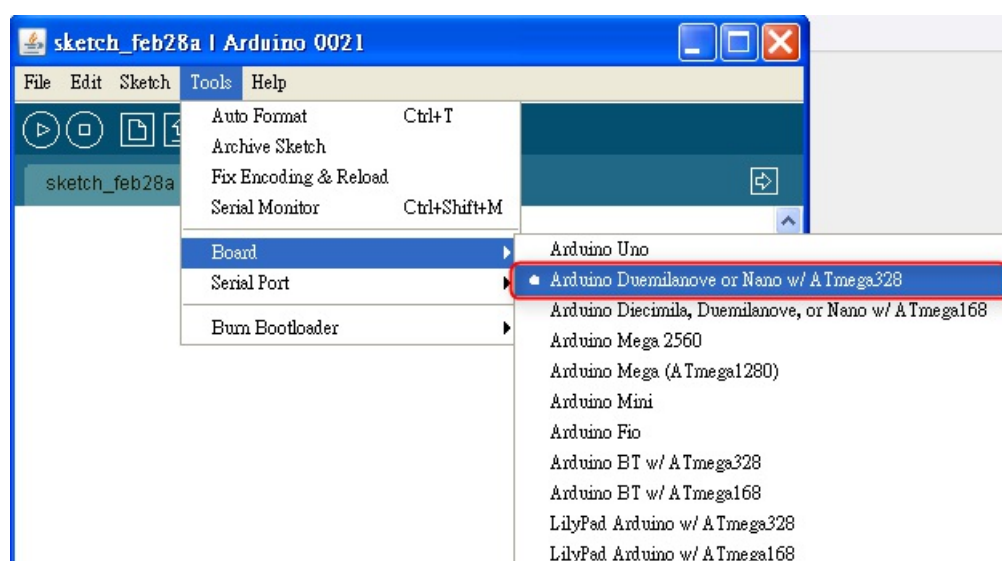 sketch_feb28a | Arduino 0021
File Edit Sketch Tools Help
sketch_feb28a
Auto Format Ctrl+T
Archive Sketch
Fix Encoding & Reload
Serial Monitor Ctrl+Shift+M
Board
Serial Port
Burn Bootloader
Arduino Uno
Arduino Duemilanove or Nano w/ ATmega328
Arduino Diecimila, Duemilanove, or Nano w/ ATmega168
Arduino Mega 2560
Arduino Mega (ATmega1280)
Arduino Mini
Arduino Fio
Arduino BT w/ ATmega328
Arduino BT w/ ATmega168
LilyPad Arduino w/ ATmega328
LilyPad Arduino w/ ATmega168